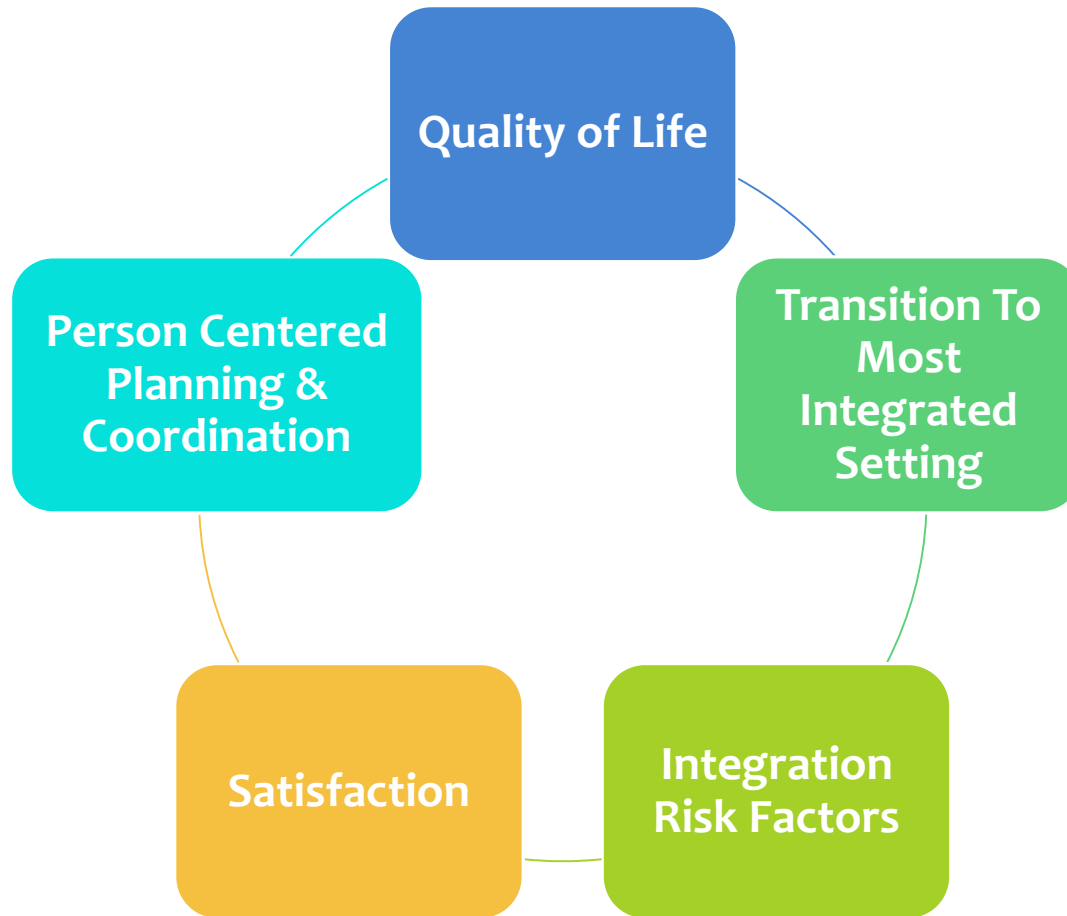 Quality of Life
Transition To
Most
Integrated
Setting
Integration
Risk Factors
Satisfaction
Person Centered
Planning &
Coordination